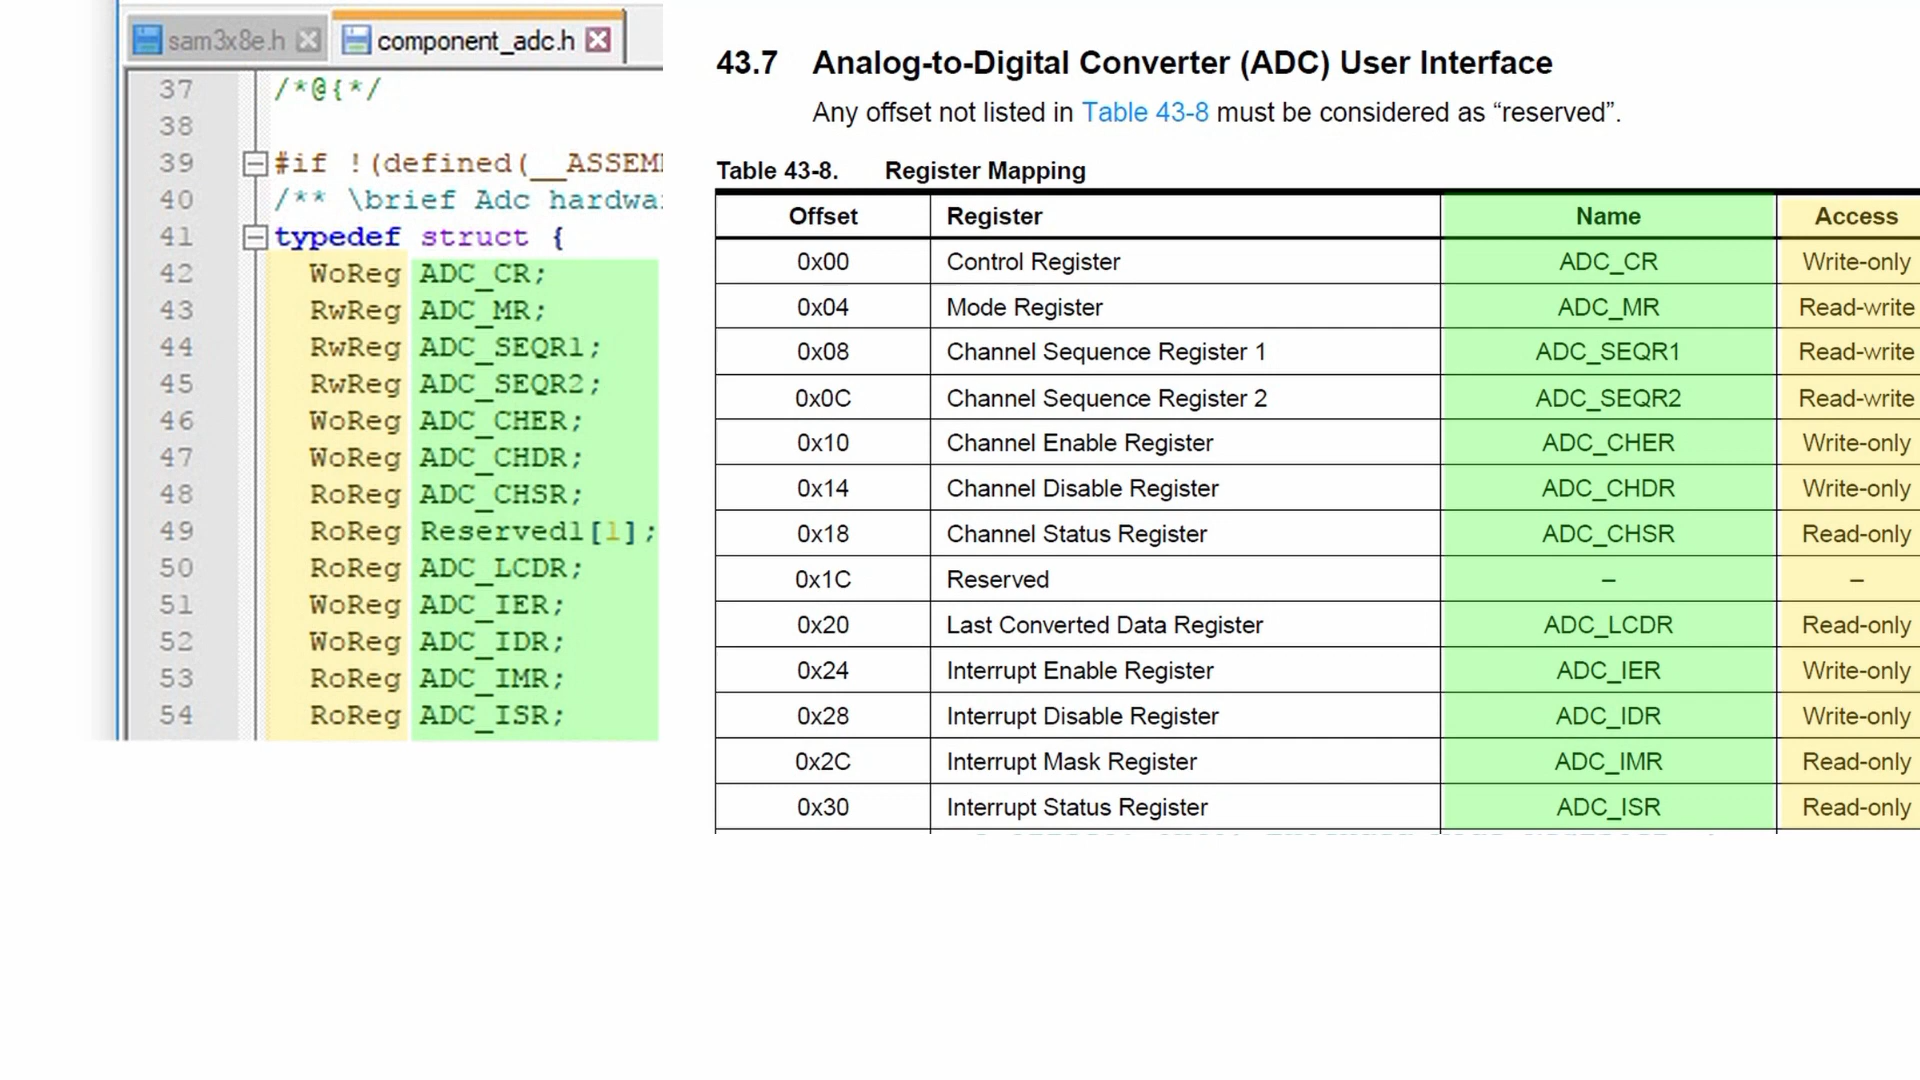 sam3x8e.h component_adc.h
37 /*@{*/
38
39 #if !(defined(__ASSEM
40 /** \brief Adc hardwa
41 typedef struct {
42 WoReg ADC_CR;
43 RwReg ADC_MR;
44 RwReg ADC_SEQR1;
45 RwReg ADC_SEQR2;
46 WoReg ADC_CHER;
47 WoReg ADC_CHDR;
48 RoReg ADC_CHSR;
49 RoReg Reserved1[1];
50 RoReg ADC_LCDR;
51 WoReg ADC_IER;
52 WoReg ADC_IDR;
53 RoReg ADC_IMR;
54 RoReg ADC_ISR;
43.7 Analog-to-Digital Converter (ADC) User Interface
Any offset not listed in Table 43-8 must be considered as “reserved”.
Table 43-8. Register Mapping
Offset Register Name Access
0x00 Control Register ADC_CR Write-only
0x04 Mode Register ADC_MR Read-write
0x08 Channel Sequence Register 1 ADC_SEQR1 Read-write
0x0C Channel Sequence Register 2 ADC_SEQR2 Read-write
0x10 Channel Enable Register ADC_CHER Write-only
0x14 Channel Disable Register ADC_CHDR Write-only
0x18 Channel Status Register ADC_CHSR Read-only
0x1C Reserved – –
0x20 Last Converted Data Register ADC_LCDR Read-only
0x24 Interrupt Enable Register ADC_IER Write-only
0x28 Interrupt Disable Register ADC_IDR Write-only
0x2C Interrupt Mask Register ADC_IMR Read-only
0x30 Interrupt Status Register ADC_ISR Read-only